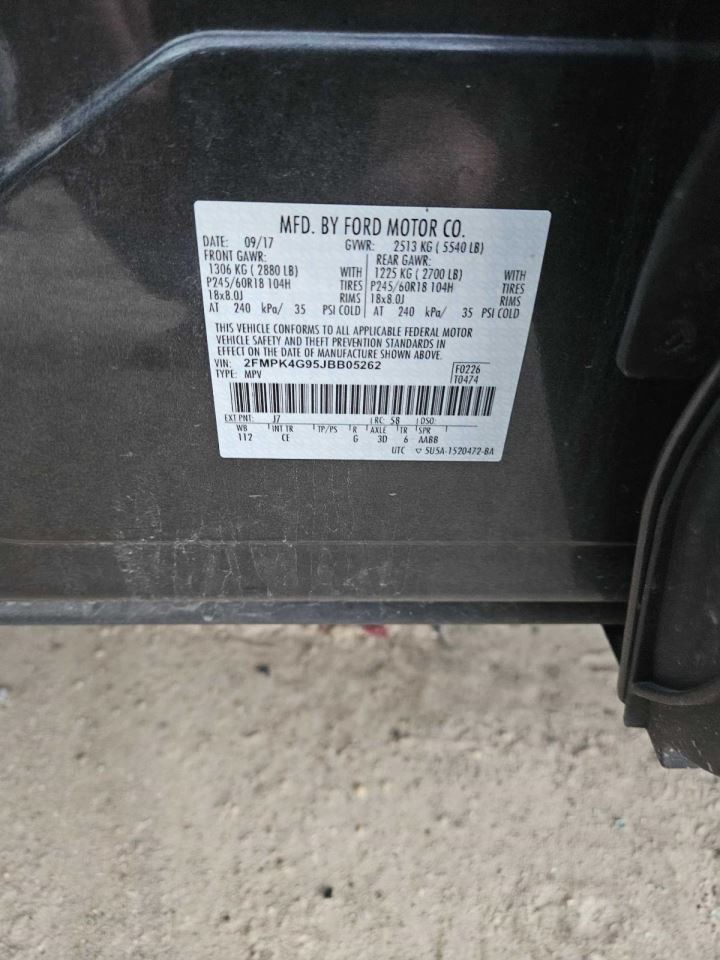 MFD. BY FORD MOTOR CO.
DATE: 09/17 GVWR: 2513 KG ( 5540 LB)
FRONT GAWR: REAR GAWR:
1306 KG ( 2880 LB) WITH 1225 KG ( 2700 LB) WITH
P245/60R18 104H TIRES P245/60R18 104H TIRES
18x8.0J RIMS 18x8.0J RIMS
AT 240 kPa/ 35 PSI COLD AT 240 kPa/ 35 PSI COLD
THIS VEHICLE CONFORMS TO ALL APPLICABLE FEDERAL MOTOR
VEHICLE SAFETY AND THEFT PREVENTION STANDARDS IN
EFFECT ON THE DATE OF MANUFACTURE SHOWN ABOVE.
VIN: 2FMPK4G95JBB05262 F0226
TYPE: MPV T0474
EXT PNT: J7 RC: 58 DSO:
WB INT TR TP/PS R AXLE TR SPR
112 CE G 3D 6 AABB
UTC ▽ 5U5A-1520472-BA